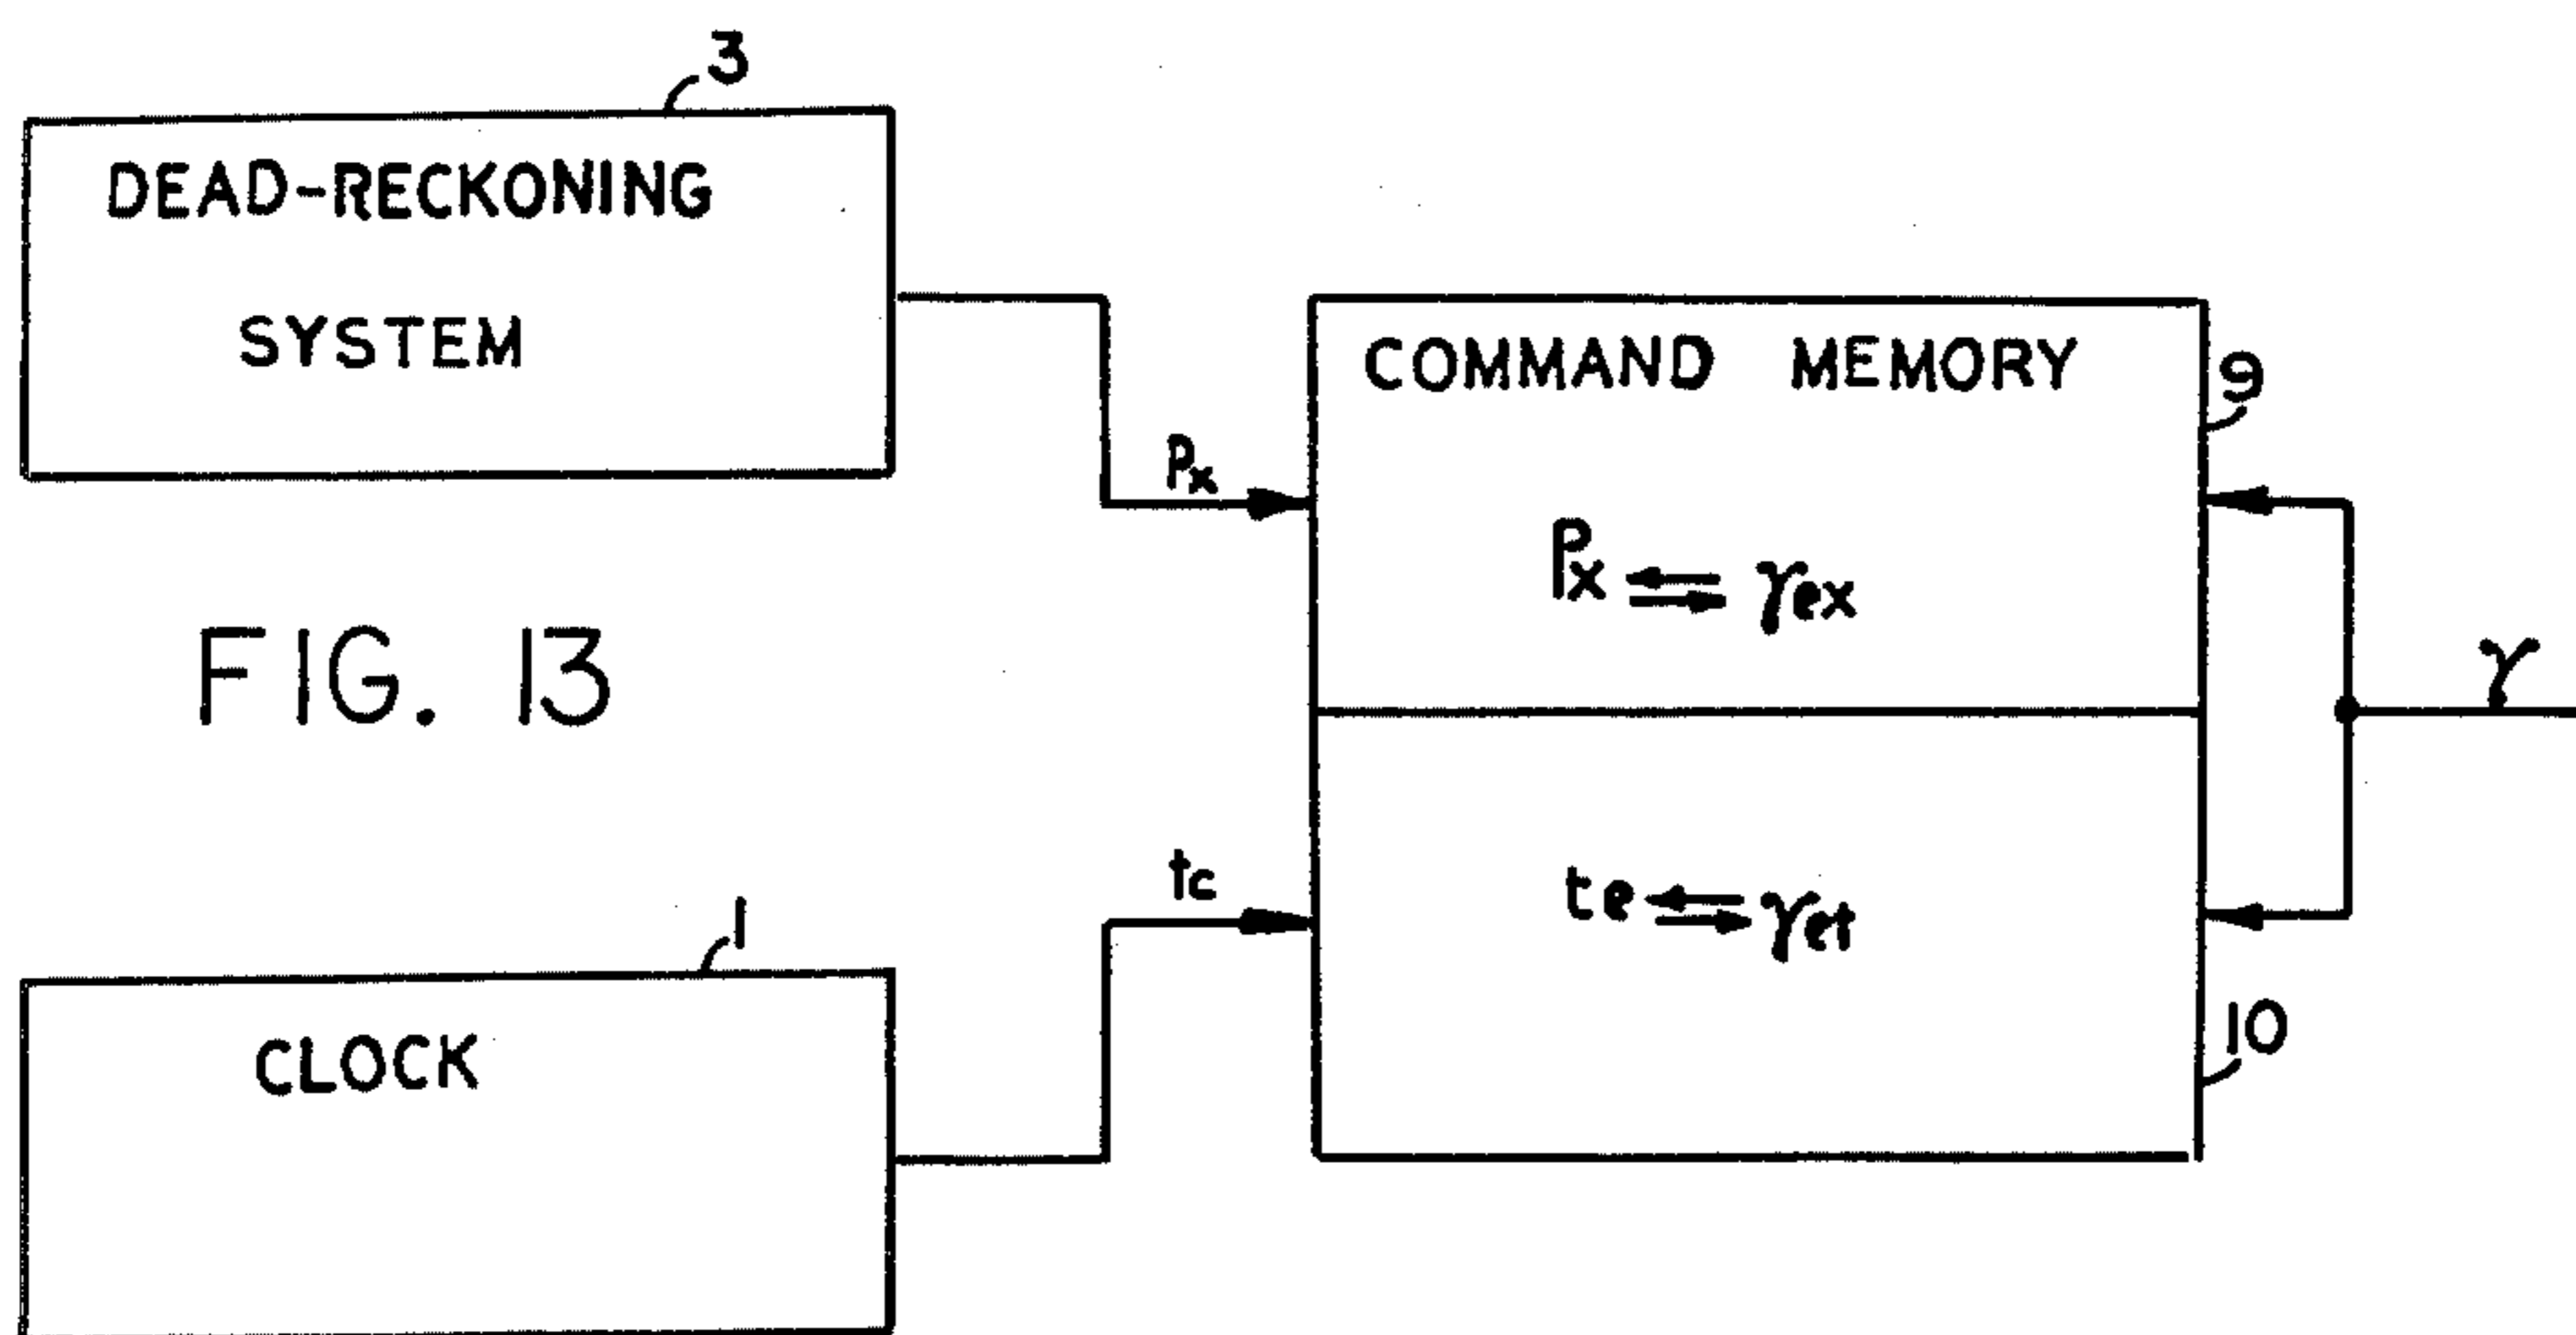 3
DEAD-RECKONING
SYSTEM
COMMAND MEMORY
9
Px
Px ⇌ γex
FIG. 13
γ
tc
te ⇌ γet
1
CLOCK
10